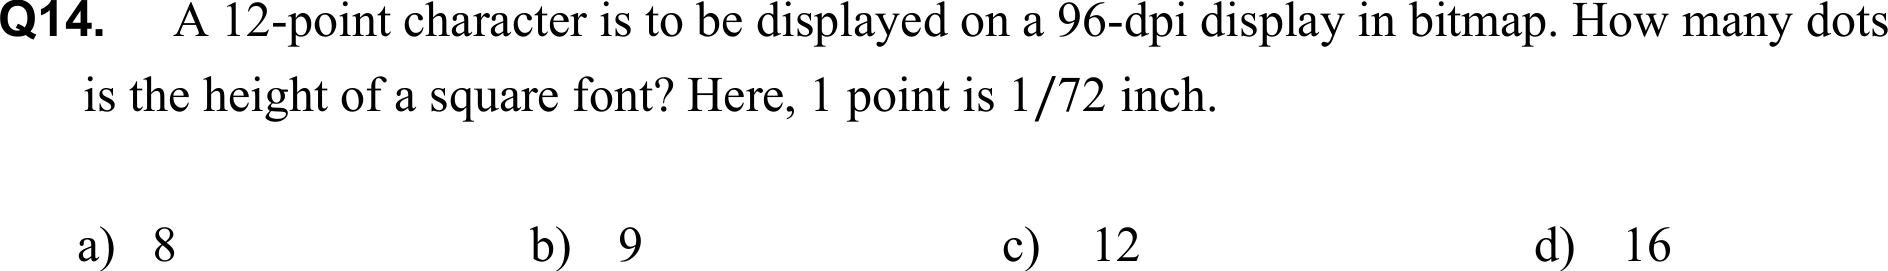 Q14. A 12-point character is to be displayed on a 96-dpi display in bitmap. How many dots
is the height of a square font? Here, 1 point is 1/72 inch.
a) 8 b) 9 c) 12 d) 16